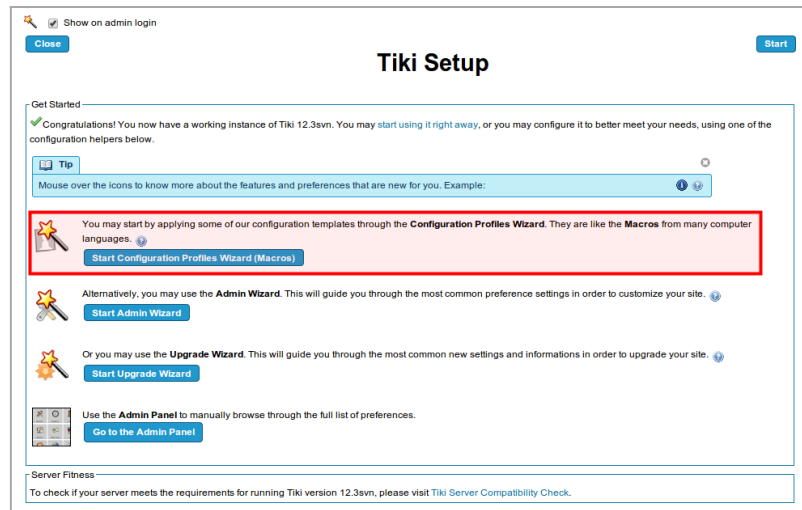 Show on admin login
Close
Start
Tiki Setup
Get Started
Congratulations! You now have a working instance of Tiki 12.3svn. You may start using it right away, or you may configure it to better meet your needs, using one of the
configuration helpers below.
Tip
Mouse over the icons to know more about the features and preferences that are new for you. Example:
You may start by applying some of our configuration templates through the Configuration Profiles Wizard. They are like the Macros from many computer
languages.
Start Configuration Profiles Wizard (Macros)
Alternatively, you may use the Admin Wizard. This will guide you through the most common preference settings in order to customize your site.
Start Admin Wizard
Or you may use the Upgrade Wizard. This will guide you through the most common new settings and informations in order to upgrade your site.
Start Upgrade Wizard
Use the Admin Panel to manually browse through the full list of preferences.
Go to the Admin Panel
Server Fitness
To check if your server meets the requirements for running Tiki version 12.3svn, please visit Tiki Server Compatibility Check.